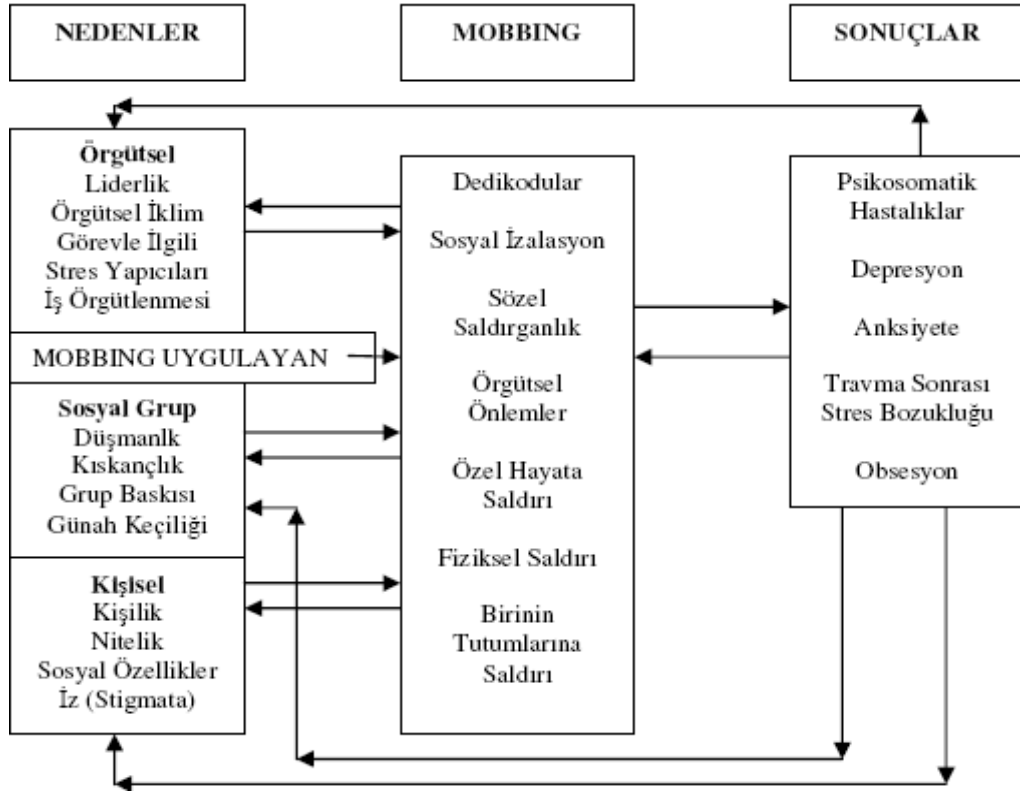 NEDENLER
MOBBING
SONUÇLAR
Örgütsel
Liderlik
Örgütsel İklim
Görevle İlgili
Stres Yapıcıları
İş Örgütlenmesi
MOBBING UYGULAYAN
Sosyal Grup
Düşmanlk
Kıskançlık
Grup Baskısı
Günah Keçiliği
Kişisel
Kişilik
Nitelik
Sosyal Özellikler
İz (Stigmata)
Dedikodular
Sosyal İzalasyon
Sözel
Saldırganlık
Örgütsel
Önlemler
Özel Hayata
Saldırı
Fiziksel Saldırı
Birinin
Tutumlarına
Saldırı
Psikosomatik
Hastalıklar
Depresyon
Anksiyete
Travma Sonrası
Stres Bozukluğu
Obsesyon